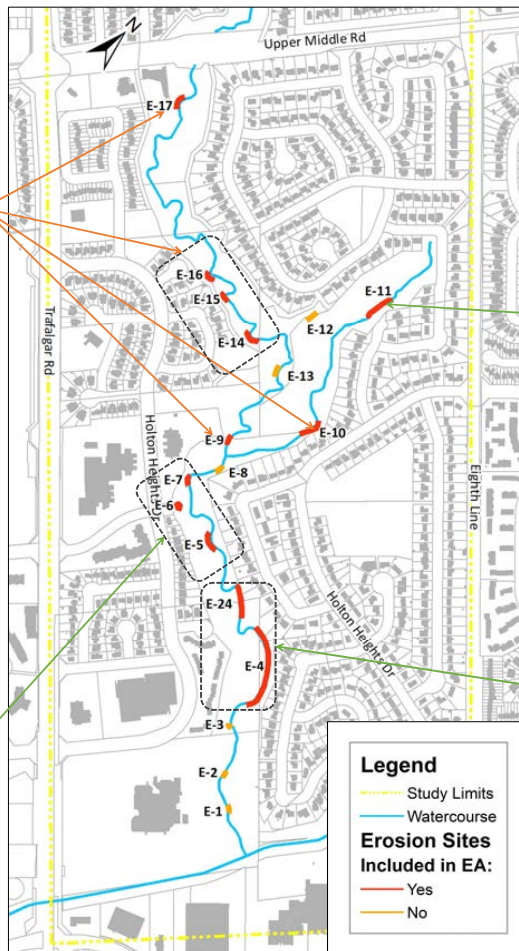 N
Upper Middle Rd
E-17
E-16
E-15
E-14
E-11
E-12
E-13
Trafalgar Rd
Eighth Line
Holton Heights Dr
E-9
E-10
E-8
E-7
E-6
E-5
E-24
Holton Heights Dr
E-4
E-3
E-2
E-1
Legend
Study Limits
Watercourse
Erosion Sites
Included in EA:
Yes
No